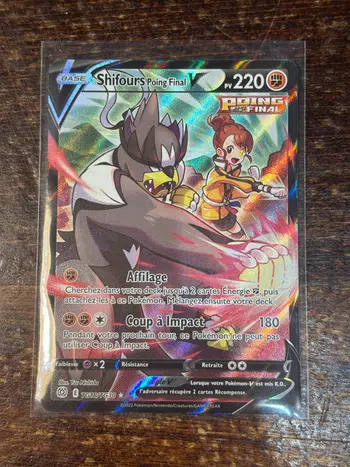 BASE Shifours Poing Final V PV 220
POING FINAL
Affilage
Cherchez dans votre deck jusqu'à 2 cartes Énergie, puis
attachez-les à ce Pokémon. Mélangez ensuite votre deck.
Coup à Impact 180
Pendant votre prochain tour, ce Pokémon ne peut pas
utiliser Coup à Impact.
Faiblesse ×2 Résistance Retraite
Illus.
Lorsque votre Pokémon-V est mis K.O.,
l'adversaire récupère 2 cartes Récompense.
TG18/TG30
©2022 Pokémon/Nintendo/Creatures/GAME FREAK